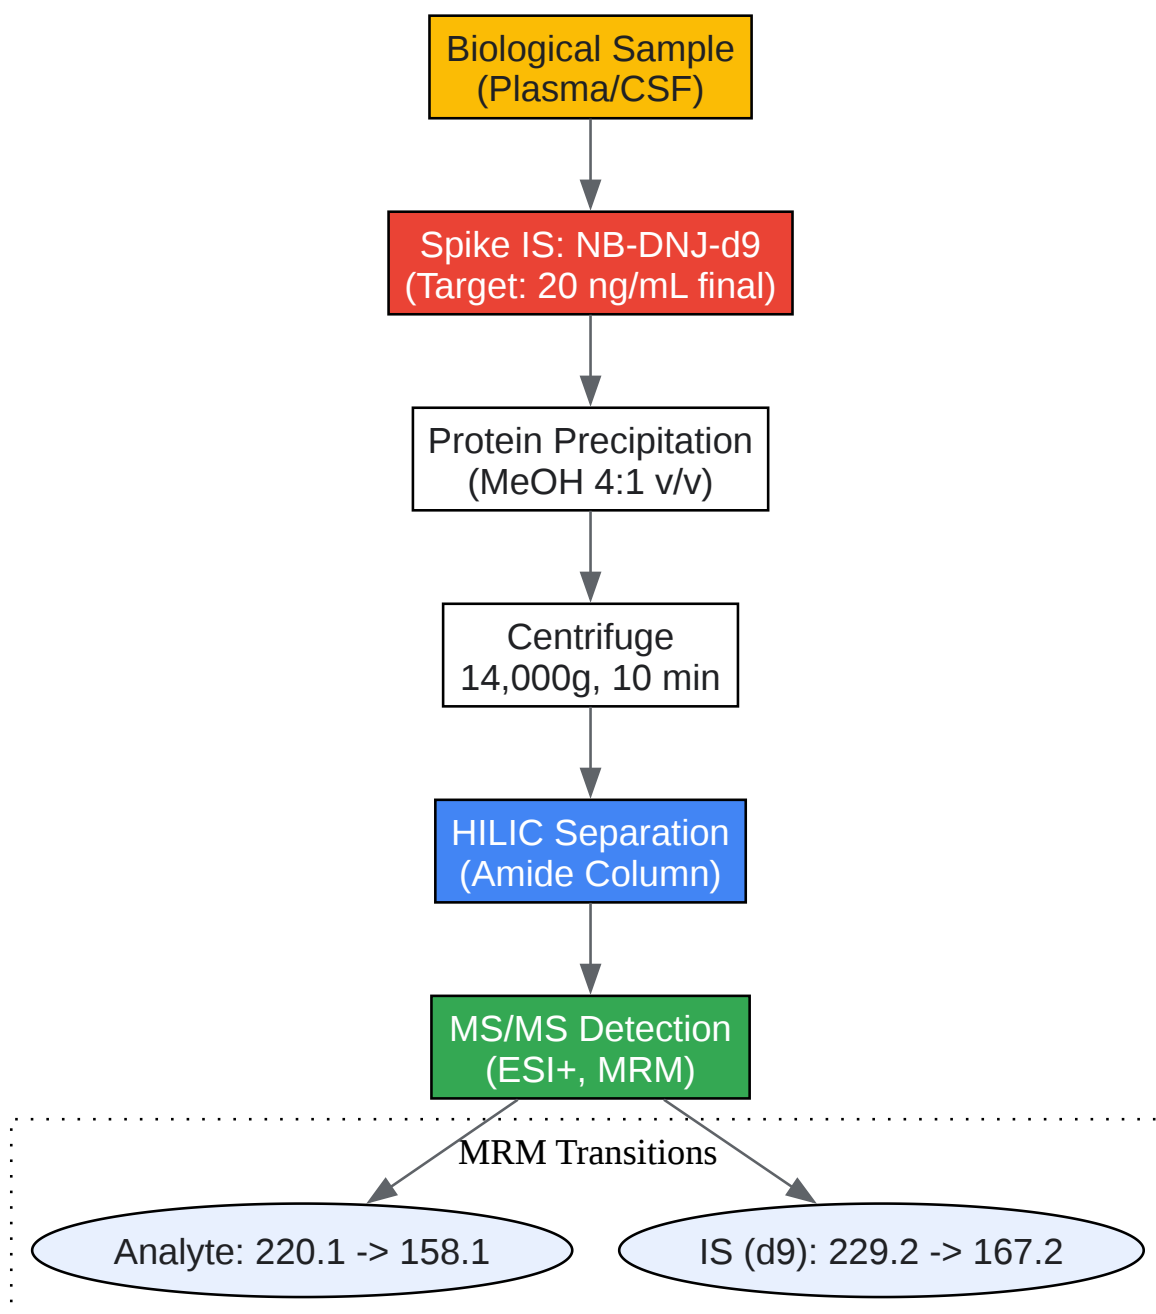 Biological Sample
(Plasma/CSF)
Spike IS: NB-DNJ-d9
(Target: 20 ng/mL final)
Protein Precipitation
(MeOH 4:1 v/v)
Centrifuge
14,000g, 10 min
HILIC Separation
(Amide Column)
MS/MS Detection
(ESI+, MRM)
MRM Transitions
Analyte: 220.1 -> 158.1
IS (d9): 229.2 -> 167.2